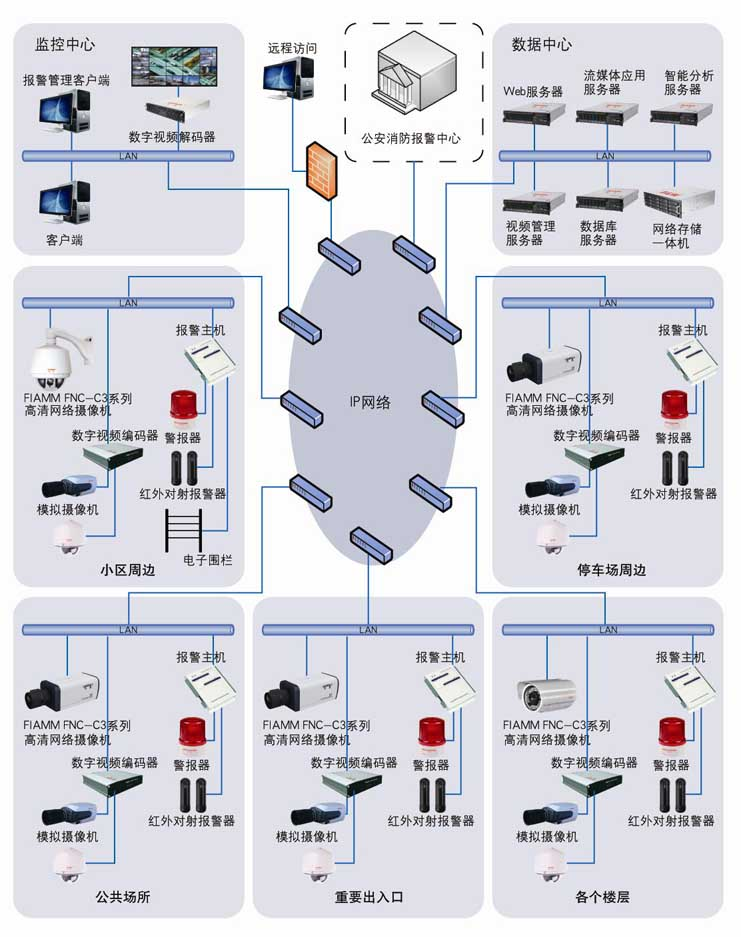 监控中心
报警管理客户端
数字视频解码器
LAN
客户端
远程访问
公安消防报警中心
数据中心
Web服务器
流媒体应用
服务器
智能分析
服务器
LAN
视频管理
服务器
数据库
服务器
网络存储
一体机
IP网络
LAN
报警主机
FIAMM FNC-C3系列
高清网络摄像机
数字视频编码器
警报器
模拟摄像机
红外对射报警器
电子围栏
小区周边
LAN
报警主机
FIAMM FNC-C3系列
高清网络摄像机
数字视频编码器
警报器
模拟摄像机
红外对射报警器
停车场周边
LAN
报警主机
FIAMM FNC-C3系列
高清网络摄像机
数字视频编码器
警报器
模拟摄像机
红外对射报警器
公共场所
LAN
报警主机
FIAMM FNC-C3系列
高清网络摄像机
数字视频编码器
警报器
模拟摄像机
红外对射报警器
重要出入口
LAN
报警主机
FIAMM FNC-C3系列
高清网络摄像机
数字视频编码器
警报器
模拟摄像机
红外对射报警器
各个楼层